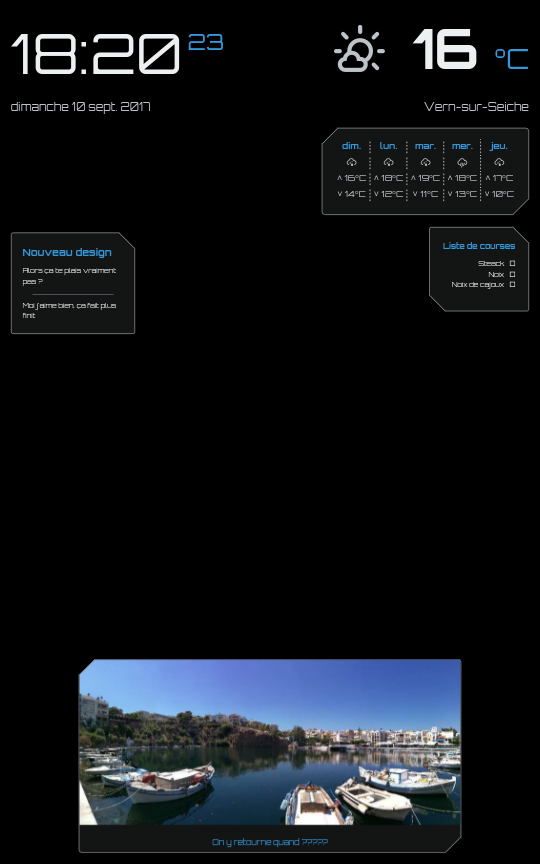 18:20 23
16 °C
dimanche 10 sept. 2017
Vern-sur-Seiche
dim. lun. mar. mer. jeu.
^ 16°C ^ 18°C ^ 19°C ^ 18°C ^ 17°C
v 14°C v 12°C v 11°C v 13°C v 10°C
Nouveau design
Alors ça te plais vraiment
pas ?
Moi j'aime bien, ça fait plus
finit
Liste de courses
Steack
Noix
Noix de cajoux
On y retourne quand ?????